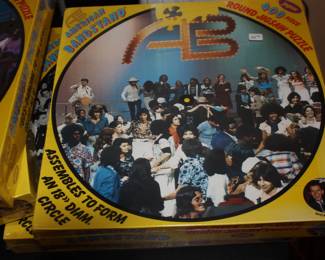 AMERICAN
BANDSTAND
ROUND JIGSAW PUZZLE
AB
ASSEMBLES TO FORM
AN 18" DIAM.
CIRCLE